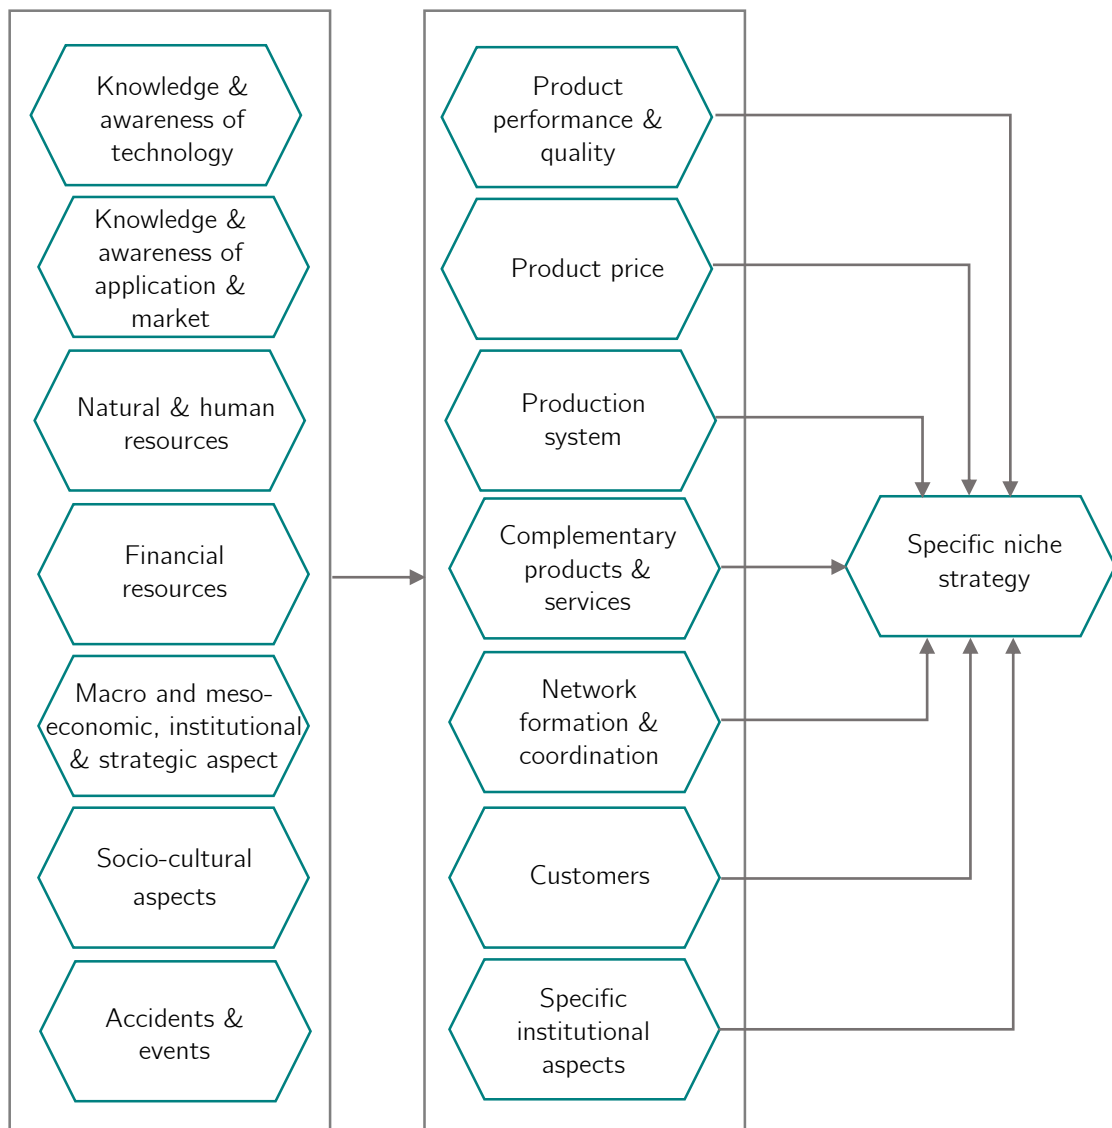 Knowledge &
awareness of
technology
Knowledge &
awareness of
application &
market
Natural & human
resources
Financial
resources
Macro and meso-
economic, institutional
& strategic aspect
Socio-cultural
aspects
Accidents &
events
Product
performance &
quality
Product price
Production
system
Complementary
products &
services
Network
formation &
coordination
Customers
Specific
institutional
aspects
Specific niche
strategy